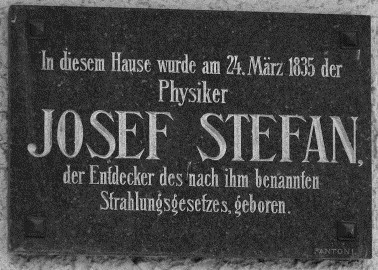 In diesem Hause wurde am 24. März 1835 der
Physiker
JOSEF STEFAN,
der Entdecker des nach ihm benannten
Strahlungsgesetzes, geboren.
FANTONI